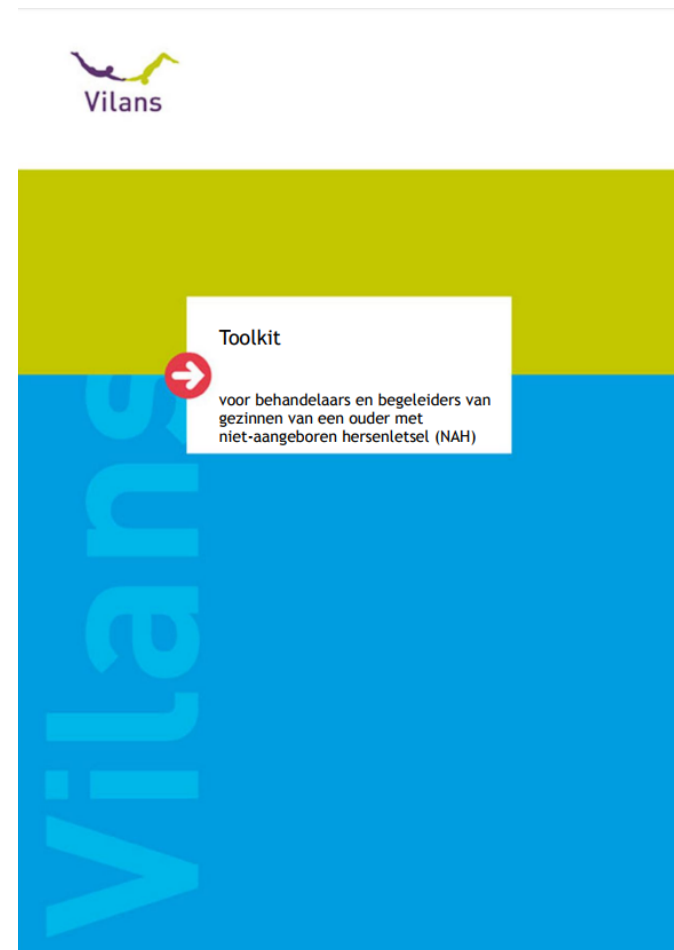 Vilans
Toolkit
voor behandelaars en begeleiders van
gezinnen van een ouder met
niet-aangeboren hersenletsel (NAH)
Vilans